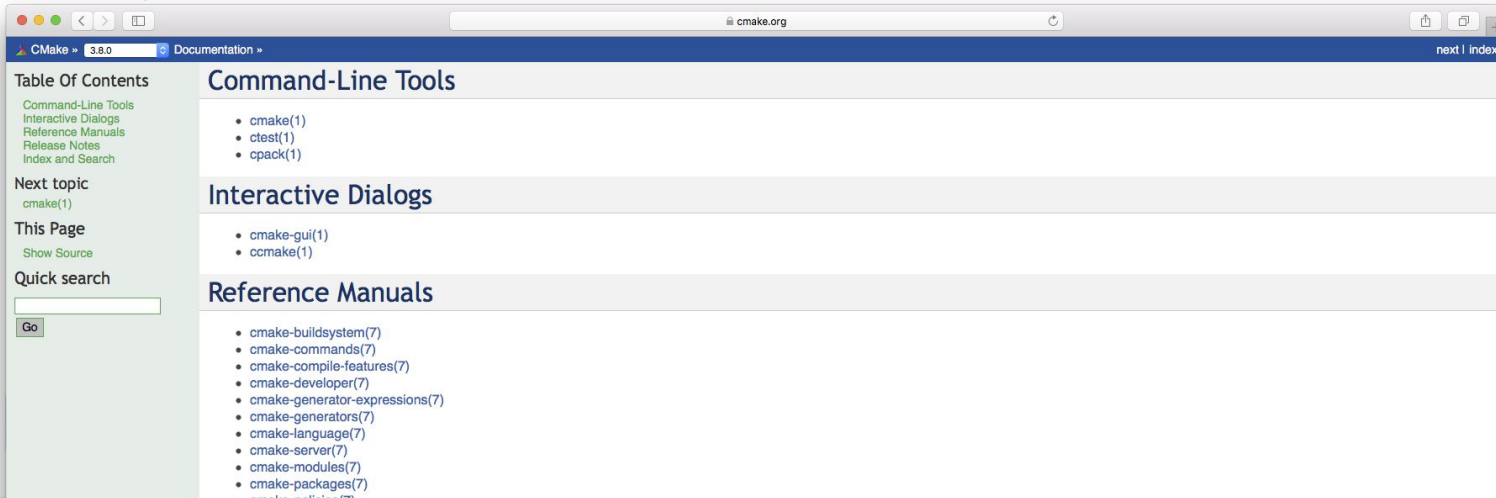 cmake.org
CMake » 3.8.0 Documentation »
next | index
Table Of Contents
Command-Line Tools
Interactive Dialogs
Reference Manuals
Release Notes
Index and Search
Next topic
cmake(1)
This Page
Show Source
Quick search
Go
Command-Line Tools
• cmake(1)
• ctest(1)
• cpack(1)
Interactive Dialogs
• cmake-gui(1)
• ccmake(1)
Reference Manuals
• cmake-buildsystem(7)
• cmake-commands(7)
• cmake-compile-features(7)
• cmake-developer(7)
• cmake-generator-expressions(7)
• cmake-generators(7)
• cmake-language(7)
• cmake-server(7)
• cmake-modules(7)
• cmake-packages(7)